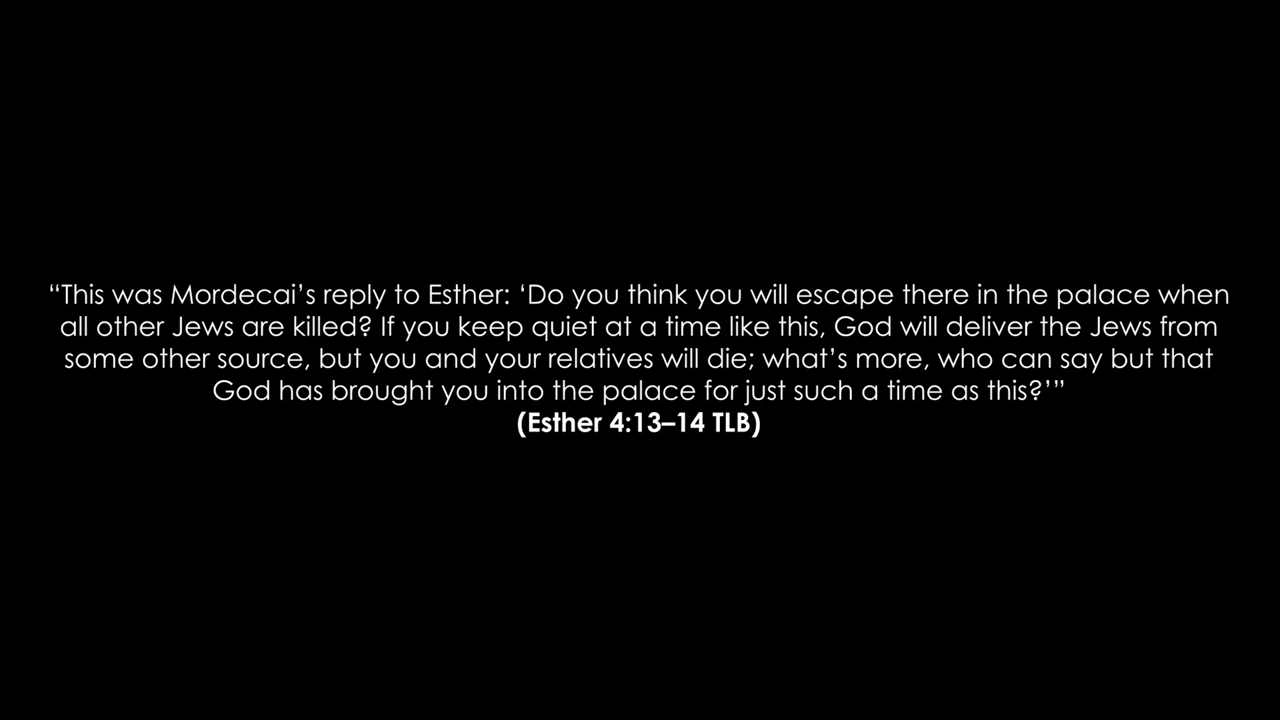 “This was Mordecai’s reply to Esther: ‘Do you think you will escape there in the palace when
all other Jews are killed? If you keep quiet at a time like this, God will deliver the Jews from
some other source, but you and your relatives will die; what’s more, who can say but that
God has brought you into the palace for just such a time as this?’”
(Esther 4:13–14 TLB)